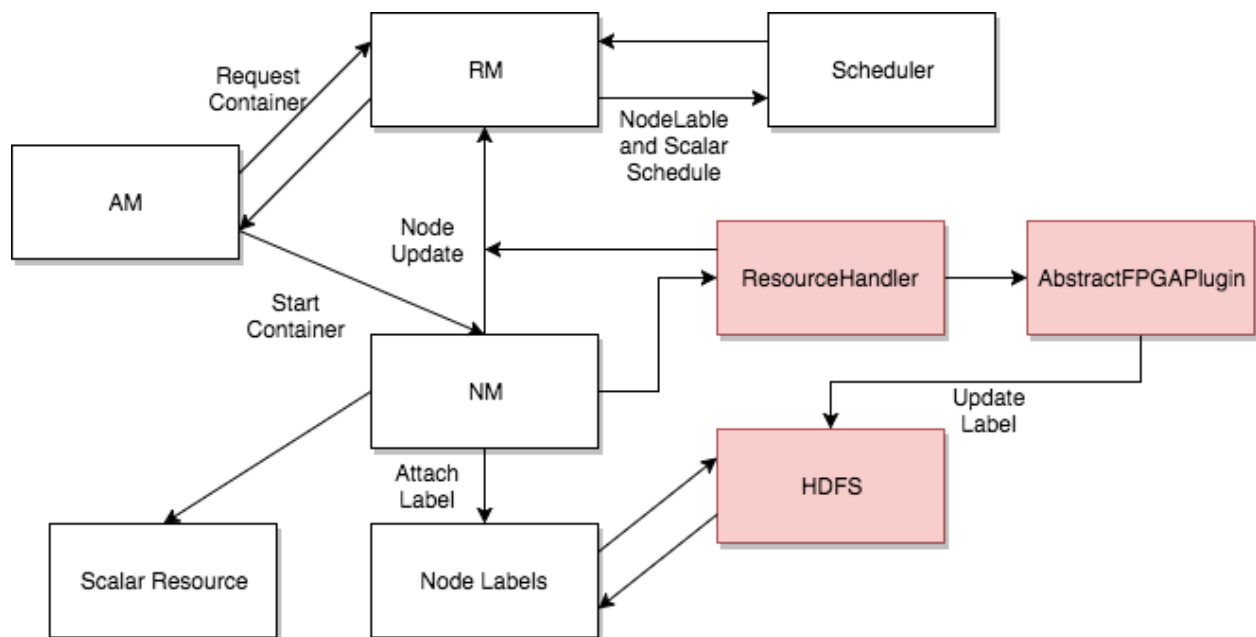 RM
Scheduler
Request
Container
NodeLable
and Scalar
Schedule
AM
Node
Update
ResourceHandler
AbstractFPGAPlugin
Start
Container
NM
Update
Label
Attach
Label
HDFS
Scalar Resource
Node Labels